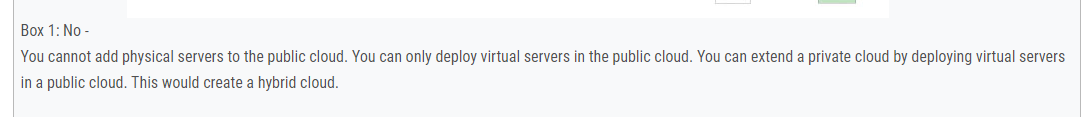 Box 1: No -
You cannot add physical servers to the public cloud. You can only deploy virtual servers in the public cloud. You can extend a private cloud by deploying virtual servers
in a public cloud. This would create a hybrid cloud.